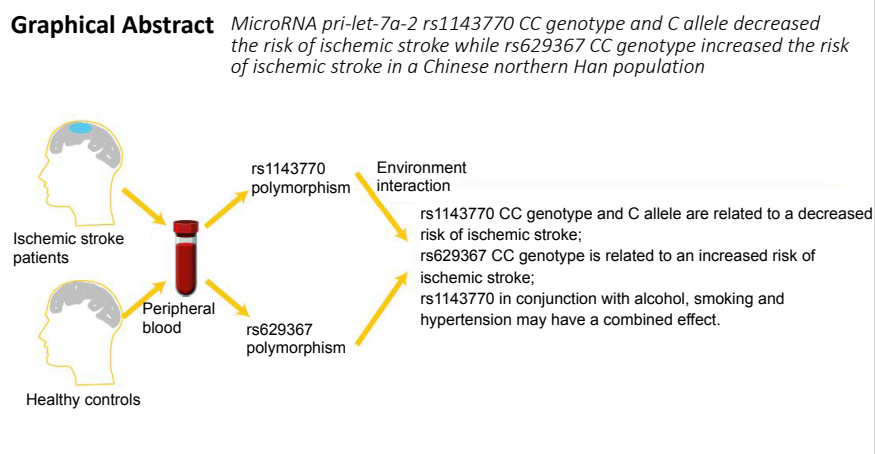 Graphical Abstract
MicroRNA pri-let-7a-2 rs1143770 CC genotype and C allele decreased
the risk of ischemic stroke while rs629367 CC genotype increased the risk
of ischemic stroke in a Chinese northern Han population
Ischemic stroke
patients
Healthy controls
Peripheral
blood
rs1143770
polymorphism
rs629367
polymorphism
Environment
interaction
rs1143770 CC genotype and C allele are related to a decreased
risk of ischemic stroke;
rs629367 CC genotype is related to an increased risk of
ischemic stroke;
rs1143770 in conjunction with alcohol, smoking and
hypertension may have a combined effect.